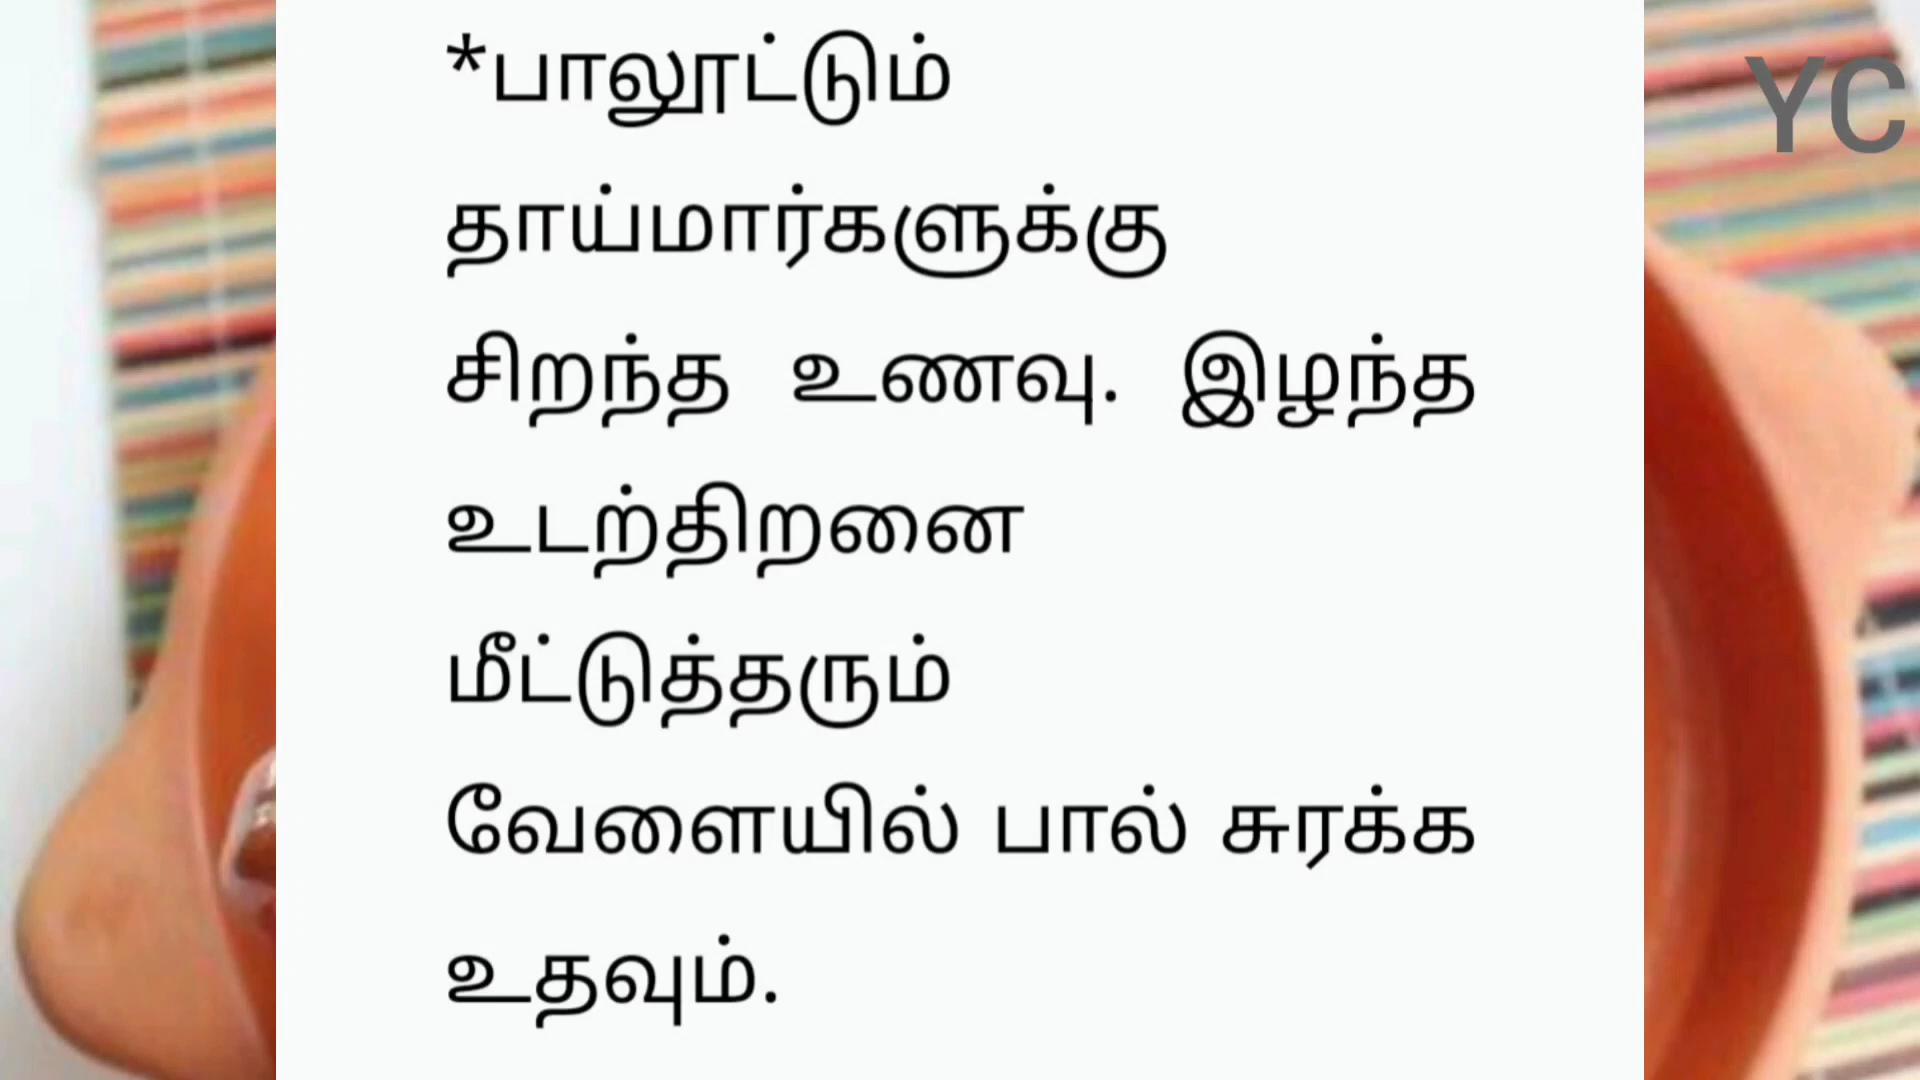 YC
*பாலூட்டும்
தாய்மார்களுக்கு
சிறந்த உணவு. இழந்த
உடற்திறனை
மீட்டுத்தரும்
வேளையில் பால் சுரக்க
உதவும்.